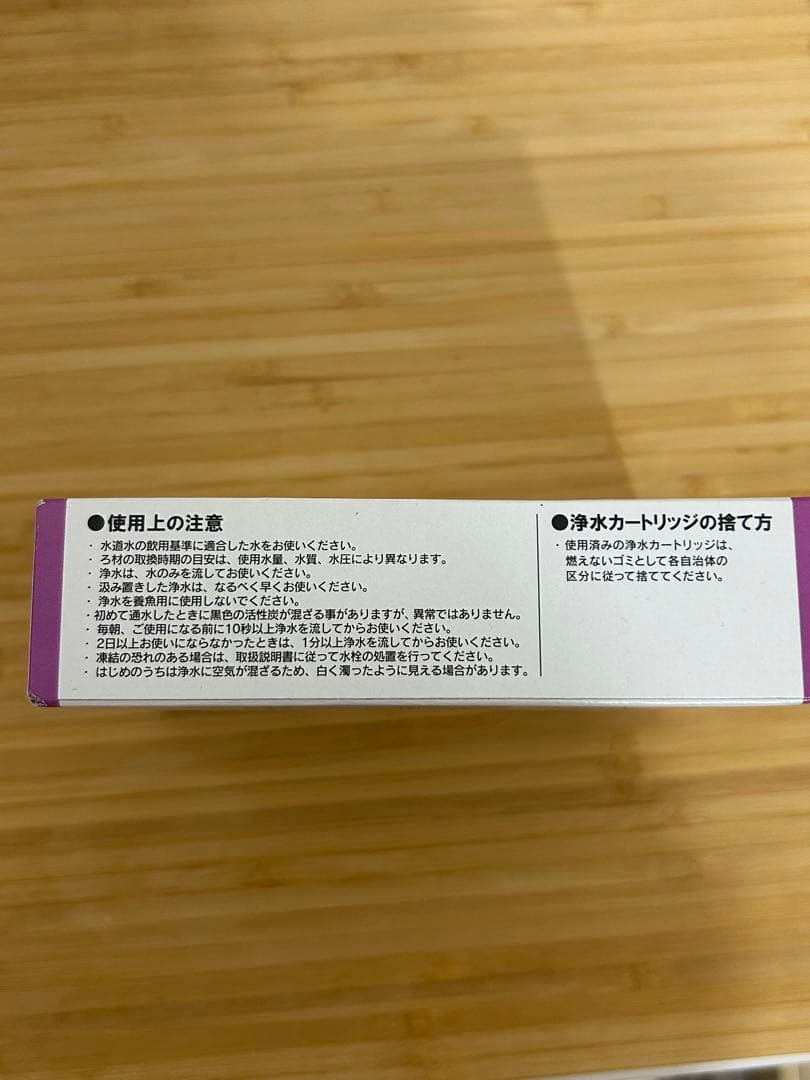 ●使用上の注意
・水道水の飲用基準に適合した水をお使いください。
・ろ材の取換時期の目安は、使用水量、水質、水圧により異なります。
・浄水は、水のみを流してお使いください。
・汲み置きした浄水は、なるべく早くお使いください。
・浄水を養魚用に使用しないでください。
・初めて通水したときに黒色の活性炭が混ざる事がありますが、異常ではありません。
・毎朝、ご使用になる前に10秒以上浄水を流してからお使いください。
・2日以上お使いにならなかったときは、1分以上浄水を流してからお使いください。
・凍結の恐れのある場合は、取扱説明書に従って水栓の処置を行ってください。
・はじめのうちは浄水に空気が混ざるため、白く濁ったように見える場合があります。
●浄水カートリッジの捨て方
・使用済みの浄水カートリッジは、
燃えないゴミとして各自治体の
区分に従って捨ててください。